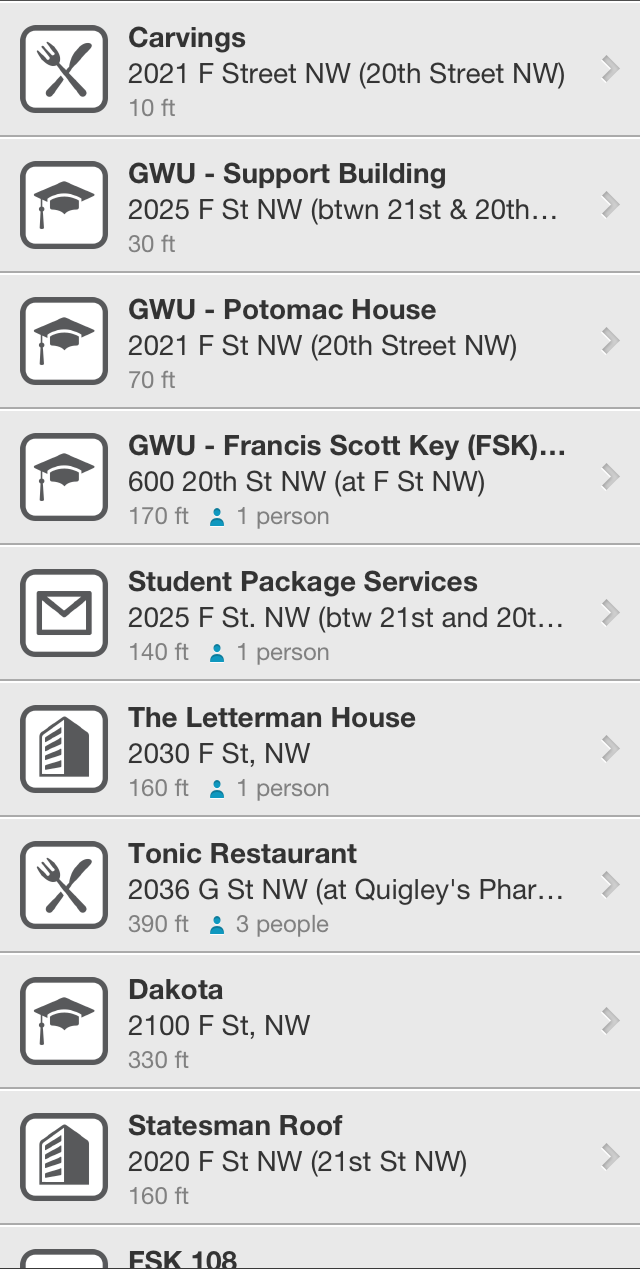 Carvings
2021 F Street NW (20th Street NW)
10 ft
GWU - Support Building
2025 F St NW (btwn 21st & 20th...
30 ft
GWU - Potomac House
2021 F St NW (20th Street NW)
70 ft
GWU - Francis Scott Key (FSK)...
600 20th St NW (at F St NW)
170 ft 1 person
Student Package Services
2025 F St. NW (btw 21st and 20t...
140 ft 1 person
The Letterman House
2030 F St, NW
160 ft 1 person
Tonic Restaurant
2036 G St NW (at Quigley's Phar...
390 ft 3 people
Dakota
2100 F St, NW
330 ft
Statesman Roof
2020 F St NW (21st St NW)
160 ft
FSK 108